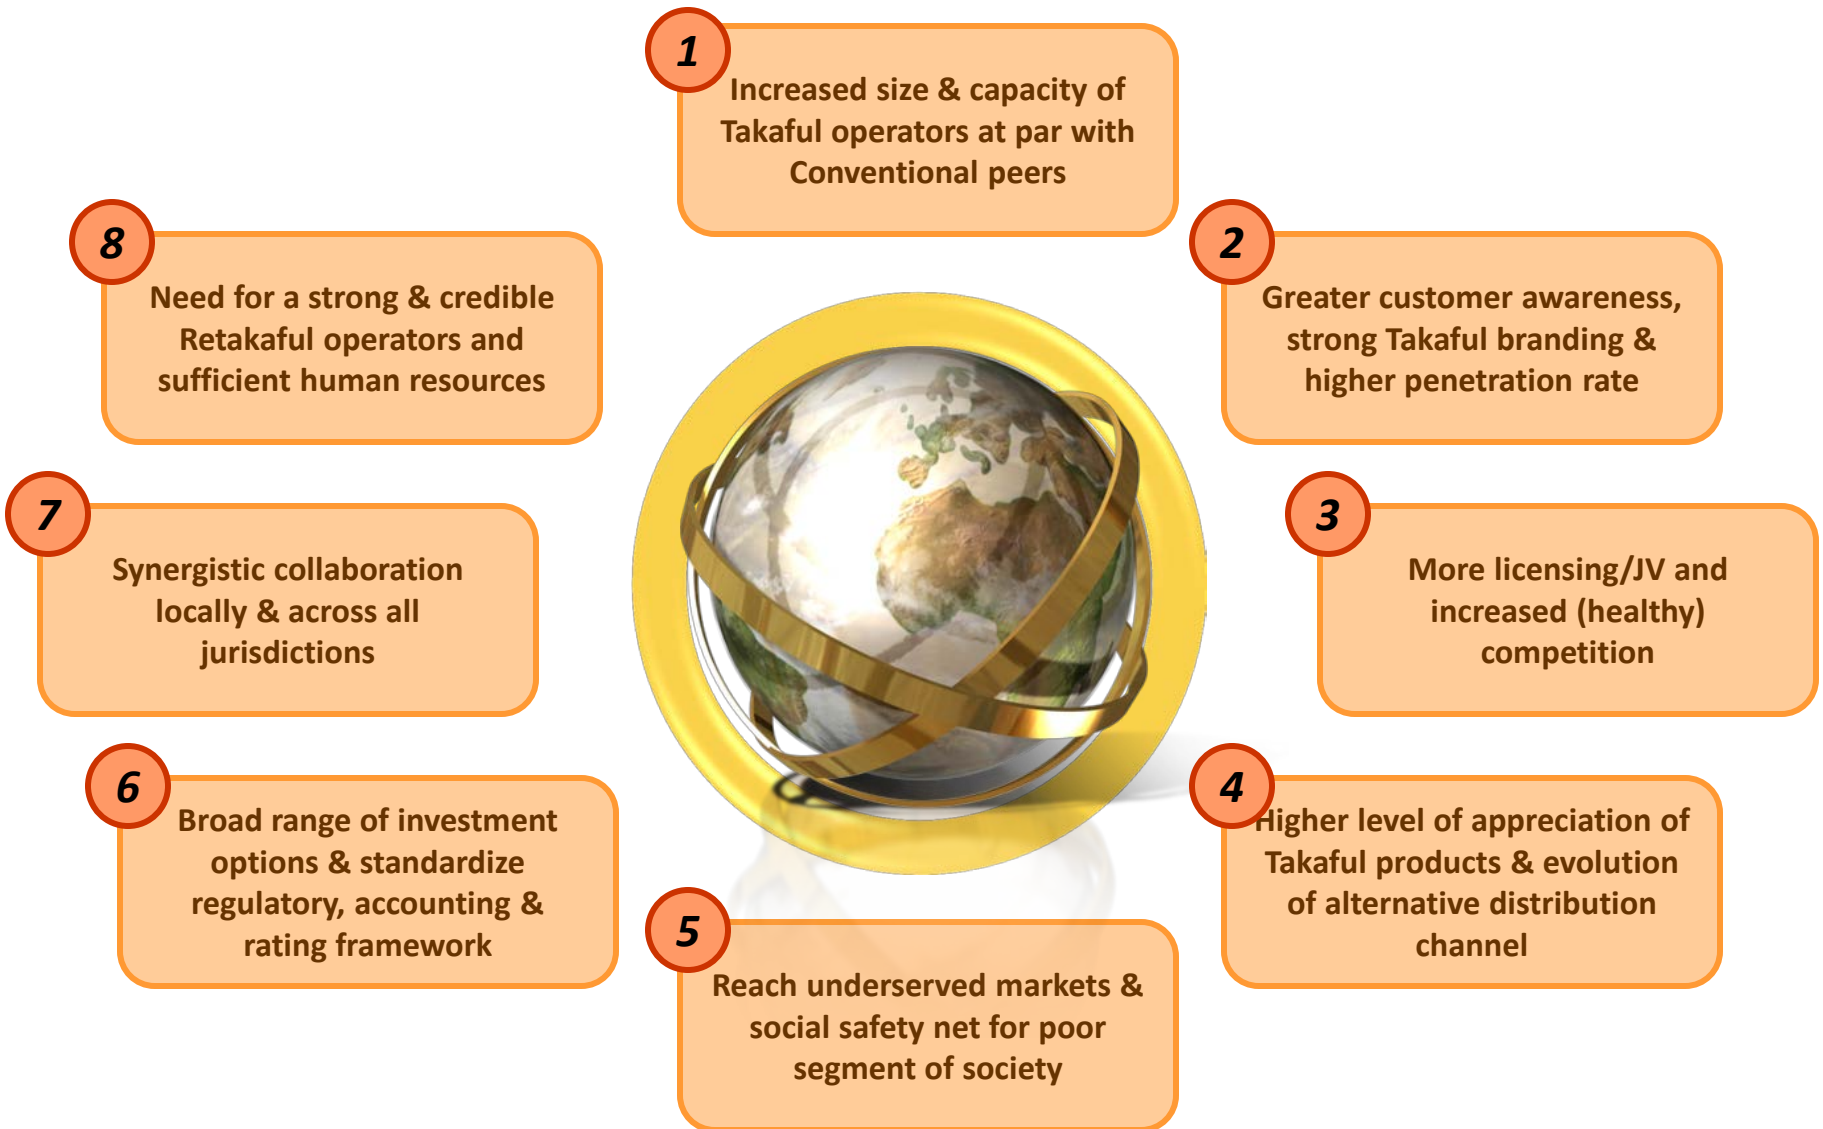 1
Increased size & capacity of
Takaful operators at par with
Conventional peers
2
Greater customer awareness,
strong Takaful branding &
higher penetration rate
3
More licensing/JV and
increased (healthy)
competition
4
Higher level of appreciation of
Takaful products & evolution
of alternative distribution
channel
5
Reach underserved markets &
social safety net for poor
segment of society
6
Broad range of investment
options & standardize
regulatory, accounting &
rating framework
7
Synergistic collaboration
locally & across all
jurisdictions
8
Need for a strong & credible
Retakaful operators and
sufficient human resources